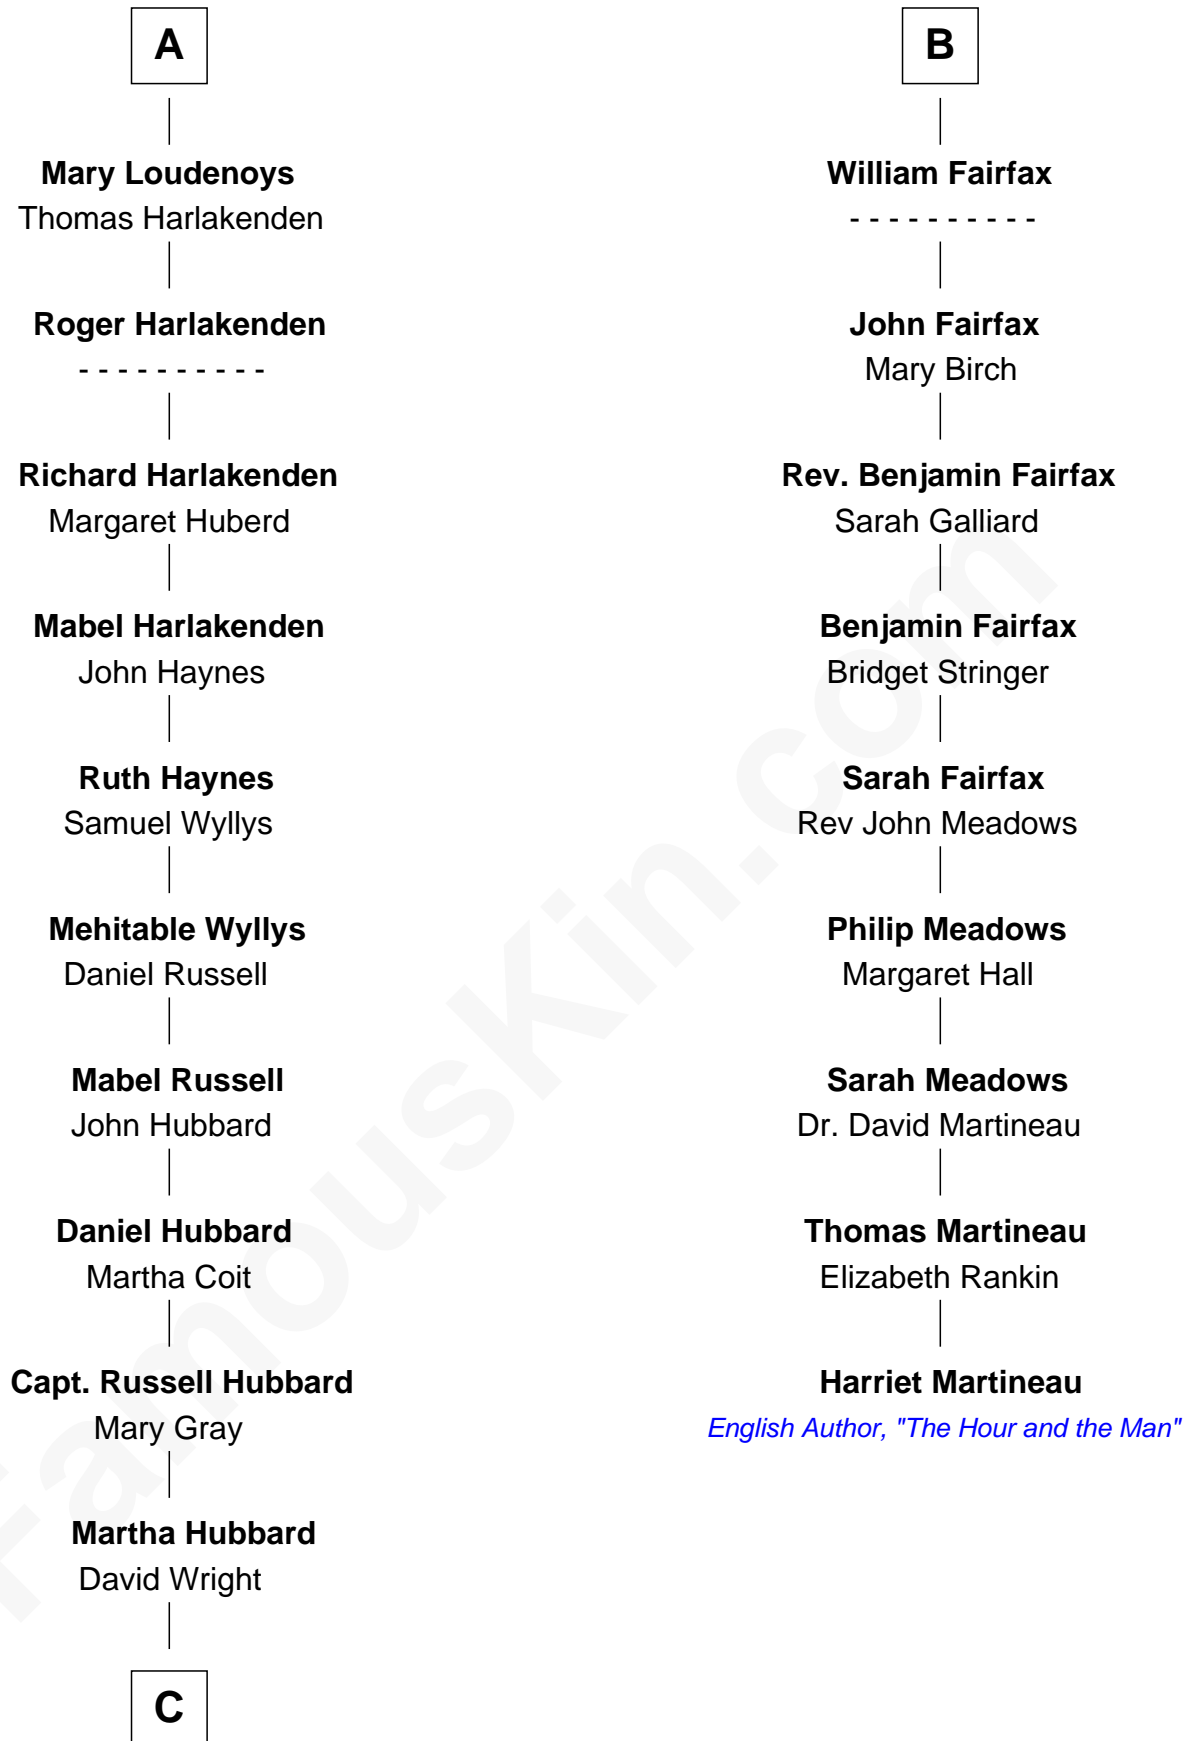 A
Mary Loudenoys
Thomas Harlakenden
Roger Harlakenden
- - - - - - - - - -
Richard Harlakenden
Margaret Huberd
Mabel Harlakenden
John Haynes
Ruth Haynes
Samuel Wyllys
Mehitable Wyllys
Daniel Russell
Mabel Russell
John Hubbard
Daniel Hubbard
Martha Coit
Capt. Russell Hubbard
Mary Gray
Martha Hubbard
David Wright
C
B
William Fairfax
- - - - - - - - - -
John Fairfax
Mary Birch
Rev. Benjamin Fairfax
Sarah Galliard
Benjamin Fairfax
Bridget Stringer
Sarah Fairfax
Rev John Meadows
Philip Meadows
Margaret Hall
Sarah Meadows
Dr. David Martineau
Thomas Martineau
Elizabeth Rankin
Harriet Martineau
English Author, "The Hour and the Man"
FamousKin.com